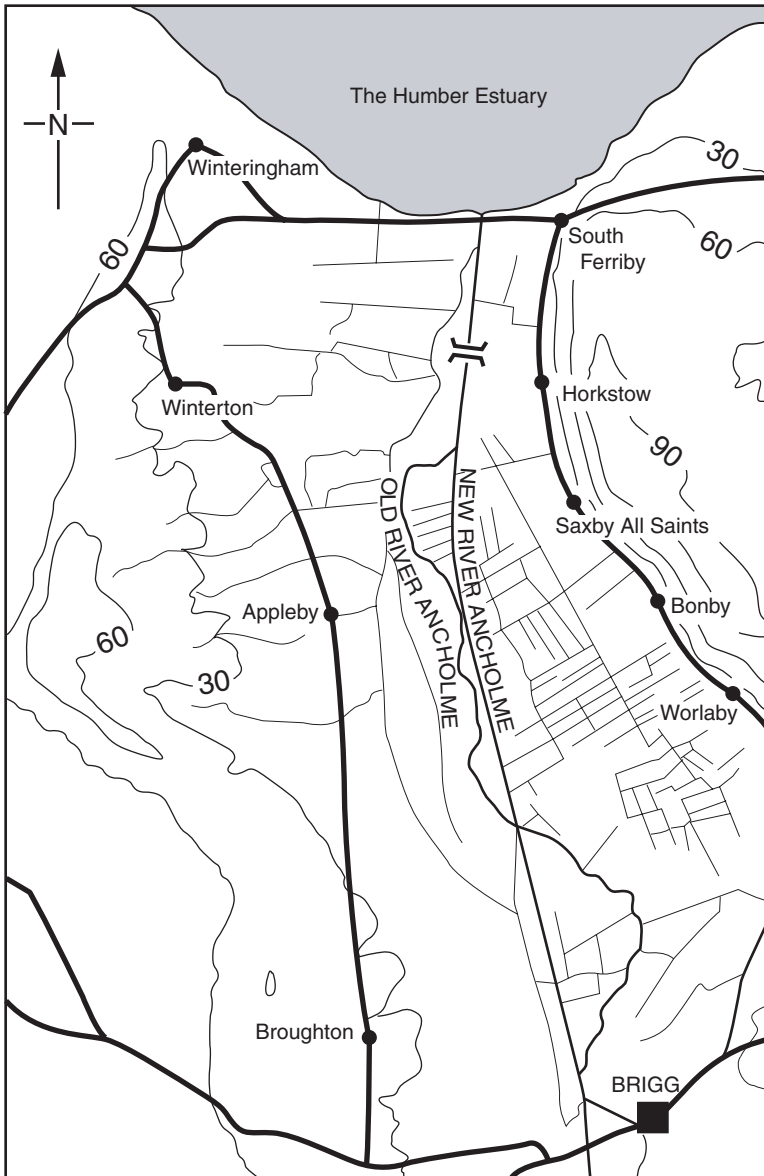 The Humber Estuary
N
Winteringham
30
60
South
Ferriby
60
Winterton
Horkstow
90
Saxby All Saints
OLD RIVER ANCHOLME
NEW RIVER ANCHOLME
Appleby
Bonby
60
30
Worlaby
Broughton
BRIGG